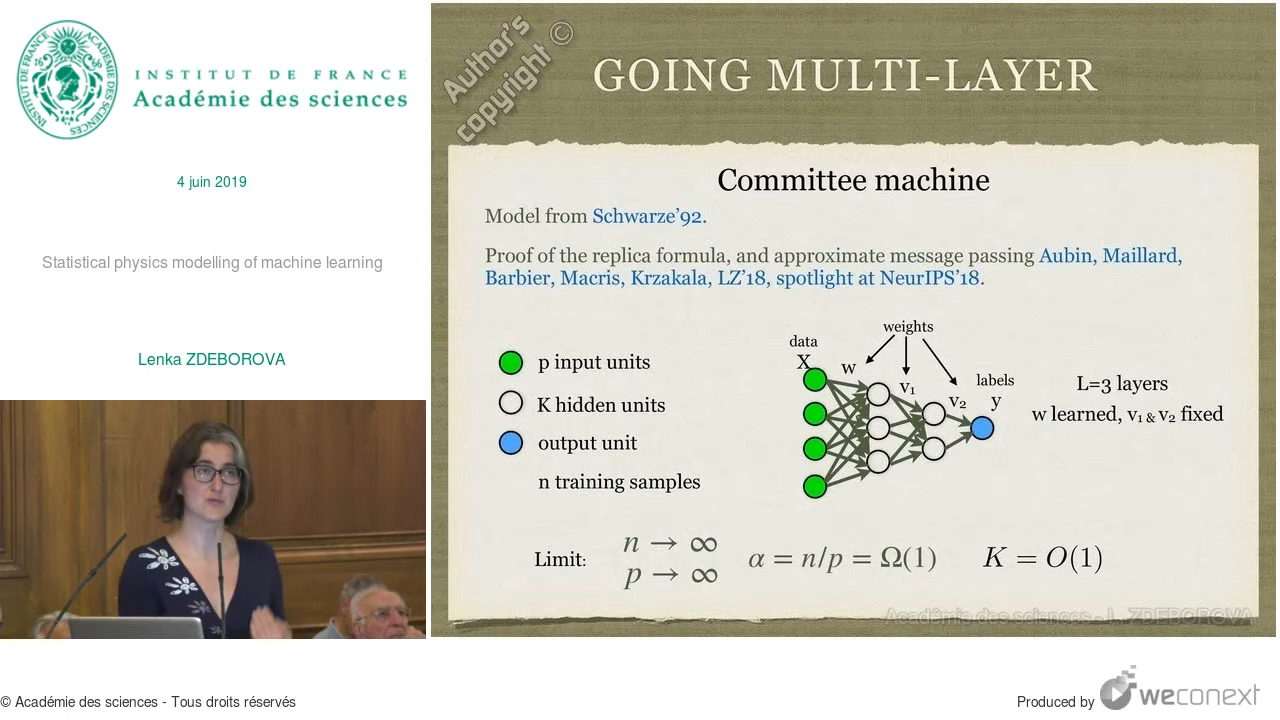 INSTITUT DE FRANCE
Académie des sciences
4 juin 2019
Statistical physics modelling of machine learning
Lenka ZDEBOROVA
Author's
copyright ©
GOING MULTI-LAYER
Committee machine
Model from Schwarze'92.
Proof of the replica formula, and approximate message passing Aubin, Maillard,
Barbier, Macris, Krzakala, LZ'18, spotlight at NeurIPS'18.
p input units
K hidden units
output unit
n training samples
weights
data
X
w
v₁
v₂
labels
y
L=3 layers
w learned, v₁ & v₂ fixed
Limit:
n → ∞
p → ∞
α = n/p = Ω(1)
K = O(1)
Académie des sciences - L. ZDEBOROVA
© Académie des sciences - Tous droits réservés
Produced by
weconext